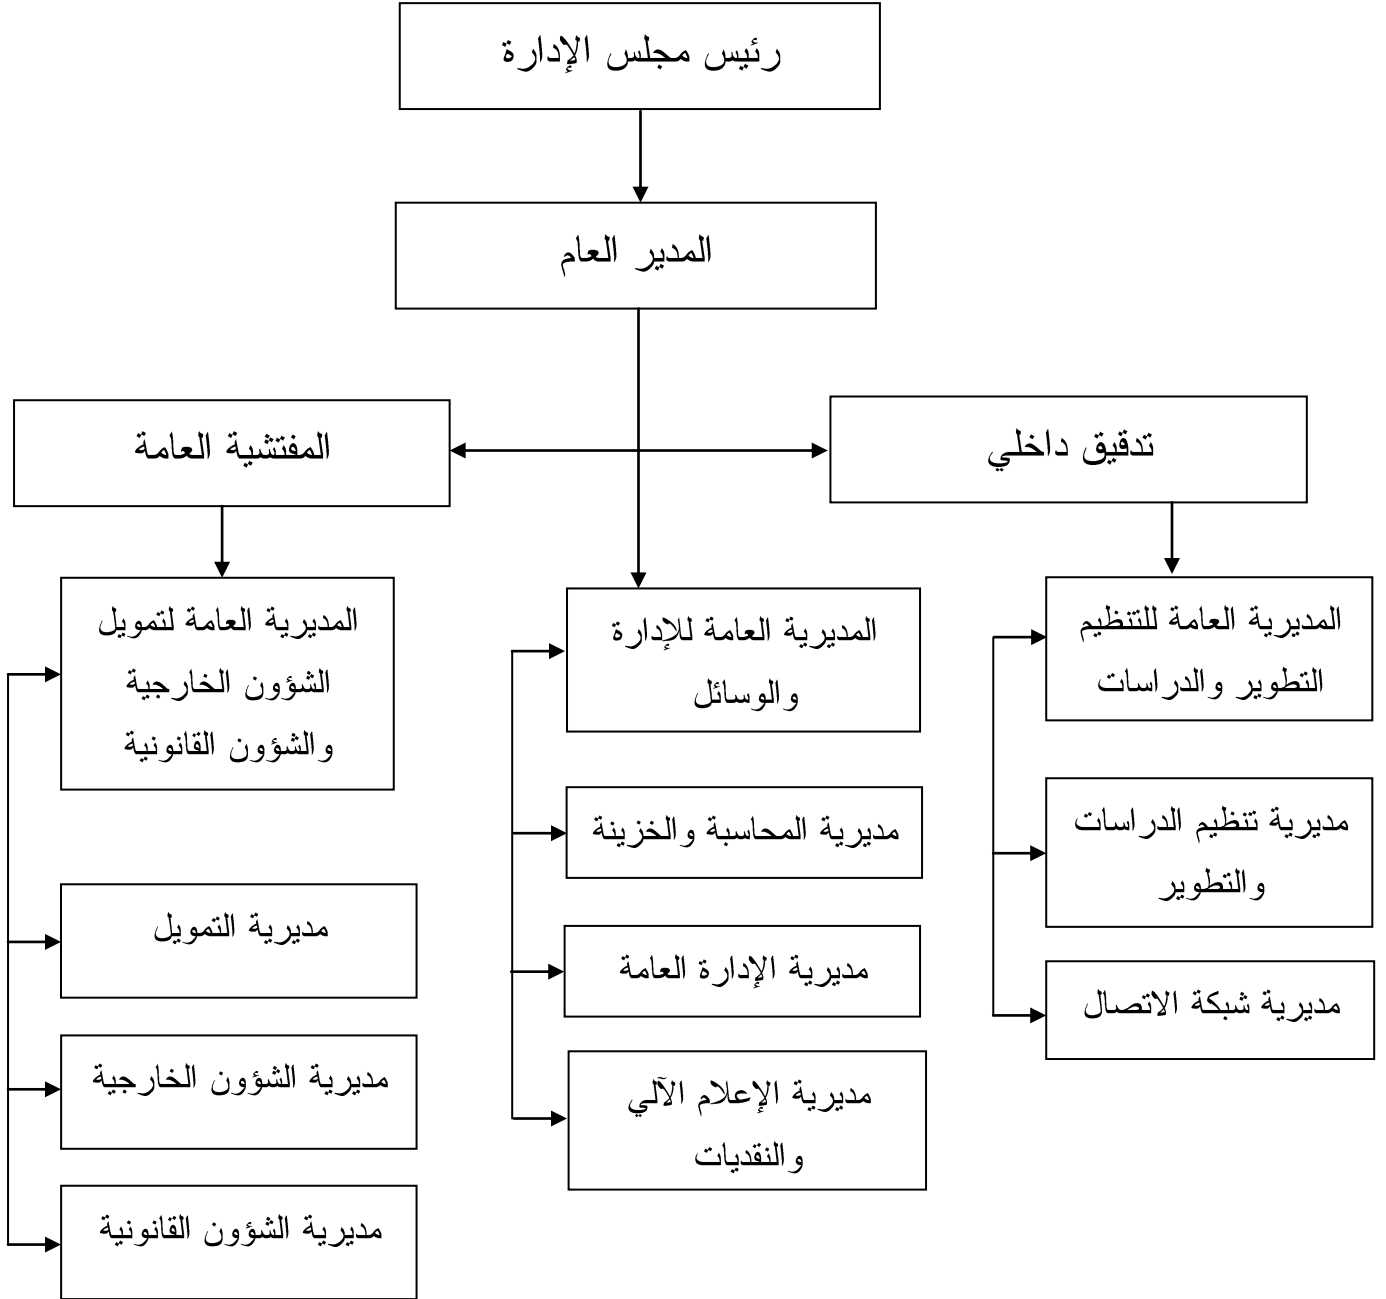 رئيس مجلس الإدارة
المدير العام
تدقيق داخلي
المفتشية العامة
المديرية العامة للتنظيم
التطوير والدراسات
مديرية تنظيم الدراسات
والتطوير
مديرية شبكة الاتصال
المديرية العامة للإدارة
والوسائل
مديرية المحاسبة والخزينة
مديرية الإدارة العامة
مديرية الإعلام الآلي
والنقديات
المديرية العامة لتمويل
الشؤون الخارجية
والشؤون القانونية
مديرية التمويل
مديرية الشؤون الخارجية
مديرية الشؤون القانونية